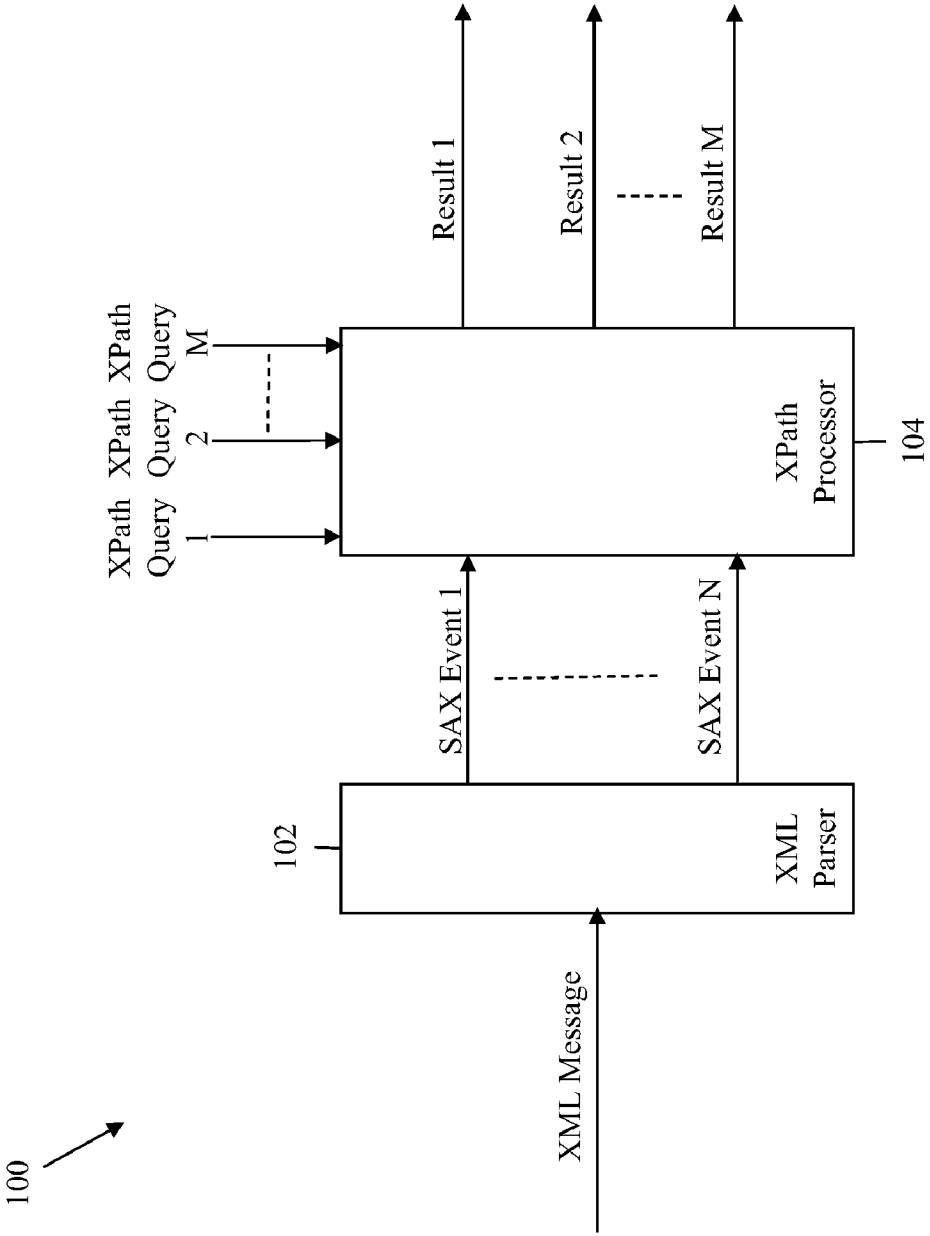 100
XML Message
102
XML
Parser
SAX Event 1
SAX Event N
XPath
Query
1
XPath
Query
2
XPath
Query
M
XPath
Processor
104
Result 1
Result 2
Result M